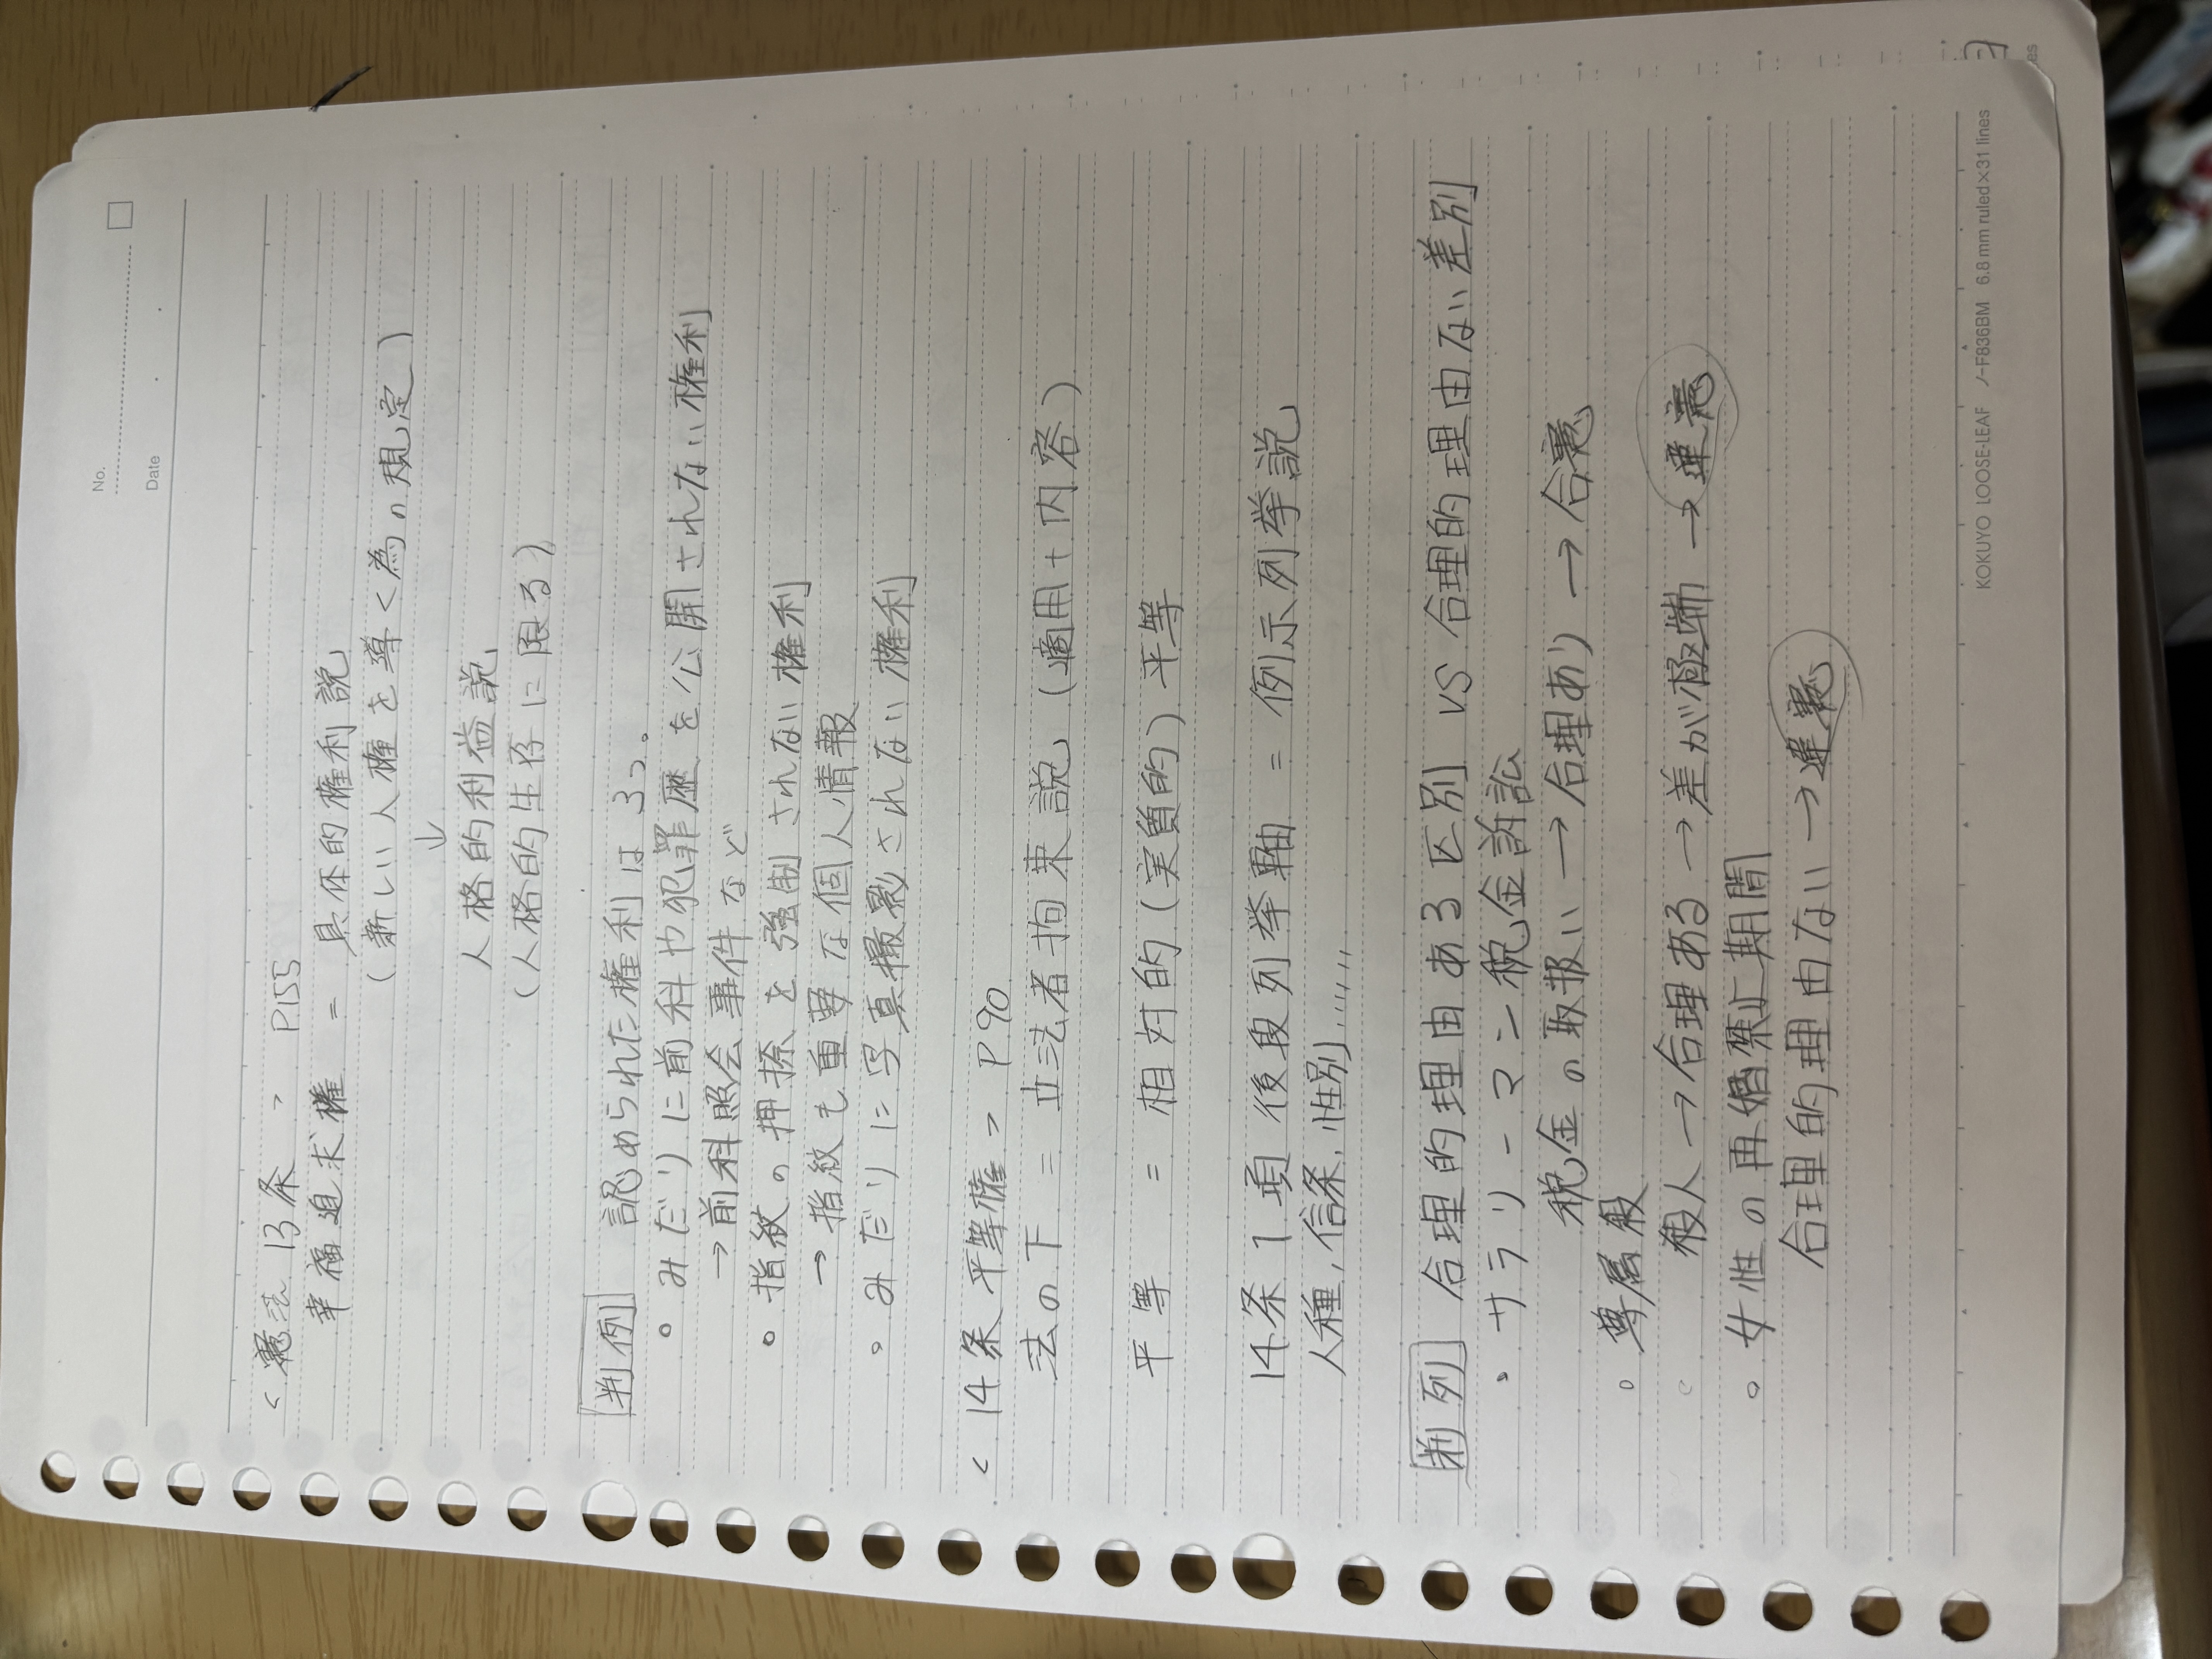 No.
Date
<憲法 13条> P.155
幸福追求権 = 具体的権利説
(新しい人権を導く為の規定)
↓
人格的利益説
(人格的生存に限る)
判例 認められた権利は3つ。
○ みだりに前科や犯罪歴を公開されない権利
→ 前科照会事件など
○ 指紋の押捺を強制されない権利
→ 指紋も重要な個人情報
○ みだりに写真撮影されない権利
<14条 平等権> P90
法の下 = 立法者拘束説 (適用+内容)
平等 = 相対的(実質的)平等
14条1項 後段列挙軸 = 例示列挙説
人種, 信条, 性別……
判列 合理的理由ある区別 VS 合理的理由ない差別
○ サラリーマン税金訴訟
税金の取扱い → 合理あり → 合憲
○ 尊属殺
殺人 → 合理ある → 差が極端 → 違憲
○ 女性の再婚禁止期間
合理的理由ない → 違憲
KOKUYO LOOSE-LEAF ノ-F836BM 6.8 mm ruled×31 lines